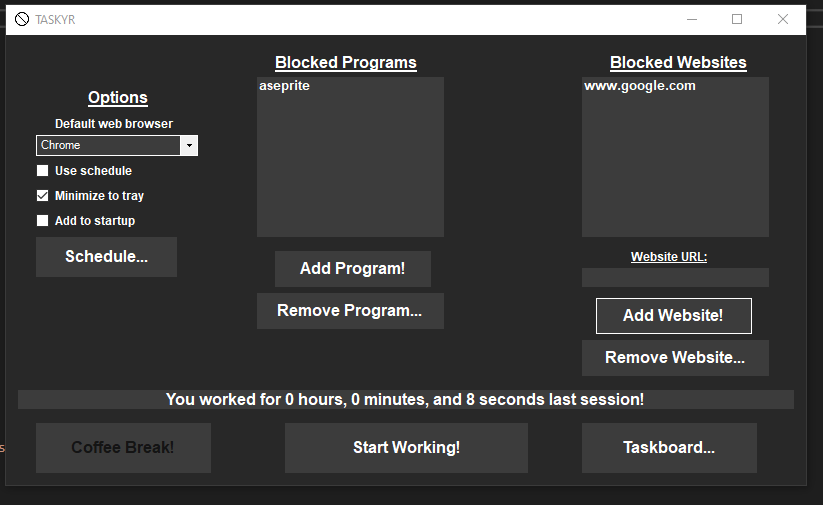 TASKYR
Blocked Programs
Blocked Websites
aseprite
www.google.com
Options
Default web browser
Chrome
Use schedule
Minimize to tray
Add to startup
Schedule...
Add Program!
Remove Program...
Website URL:
Add Website!
Remove Website...
You worked for 0 hours, 0 minutes, and 8 seconds last session!
s
Coffee Break!
Start Working!
Taskboard...